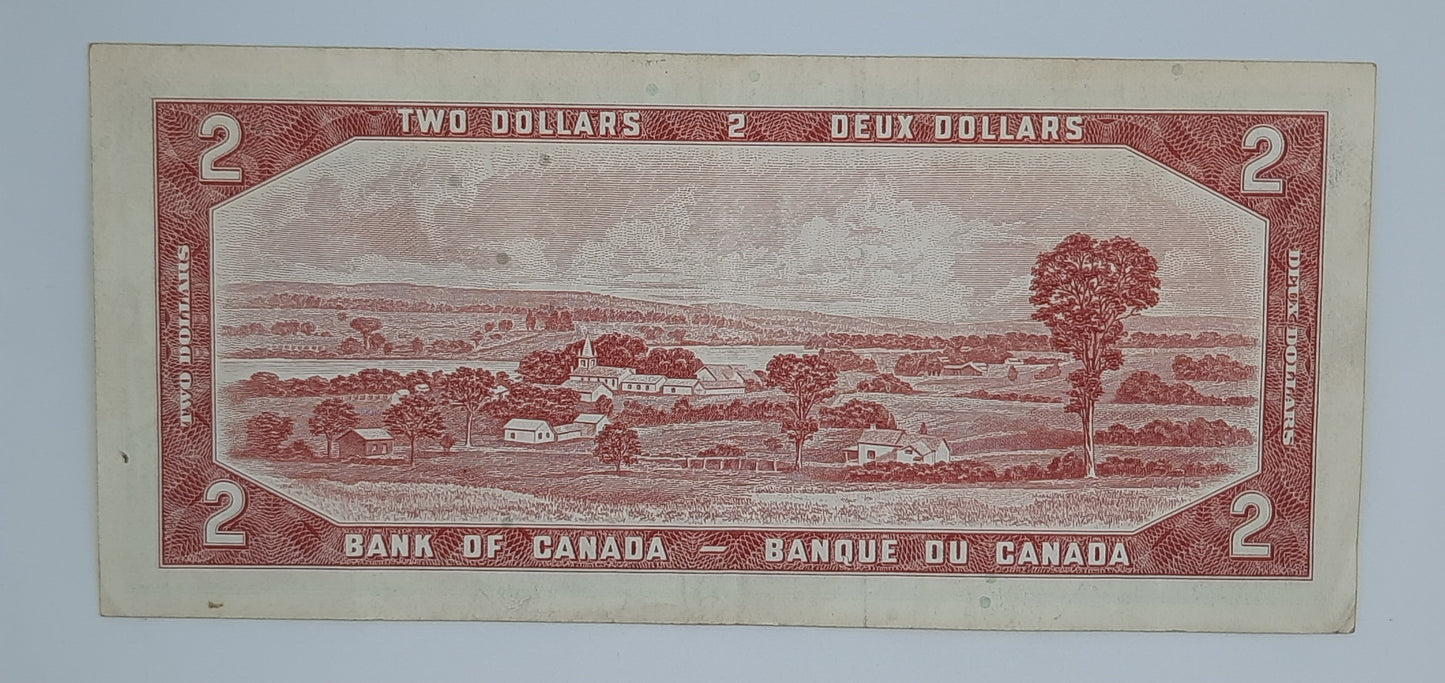 2 TWO DOLLARS 2 DEUX DOLLARS 2
TWO DOLLARS
DEUX DOLLARS
2 BANK OF CANADA – BANQUE DU CANADA 2